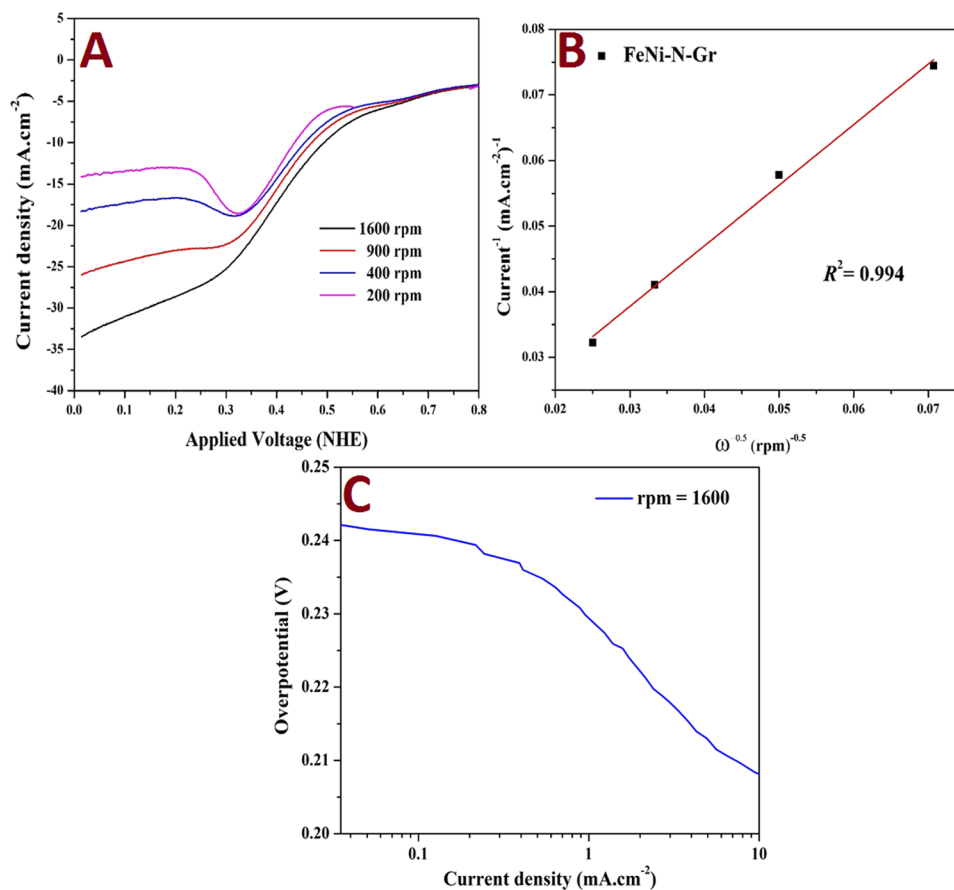 A
5
0
-5
-10
-15
-20
-25
-30
-35
-40
Current density (mA.cm⁻²)
1600 rpm
900 rpm
400 rpm
200 rpm
0.0 0.1 0.2 0.3 0.4 0.5 0.6 0.7 0.8
Applied Voltage (NHE)
B
FeNi-N-Gr
0.08
0.07
0.06
0.05
0.04
0.03
Current⁻¹ (mA.cm⁻²)⁻¹
R²= 0.994
0.02 0.03 0.04 0.05 0.06 0.07
ω⁻⁰·⁵ (rpm)⁻⁰·⁵
C
rpm = 1600
0.25
0.24
0.23
0.22
0.21
0.20
Overpotential (V)
0.1 1 10
Current density (mA.cm⁻²)